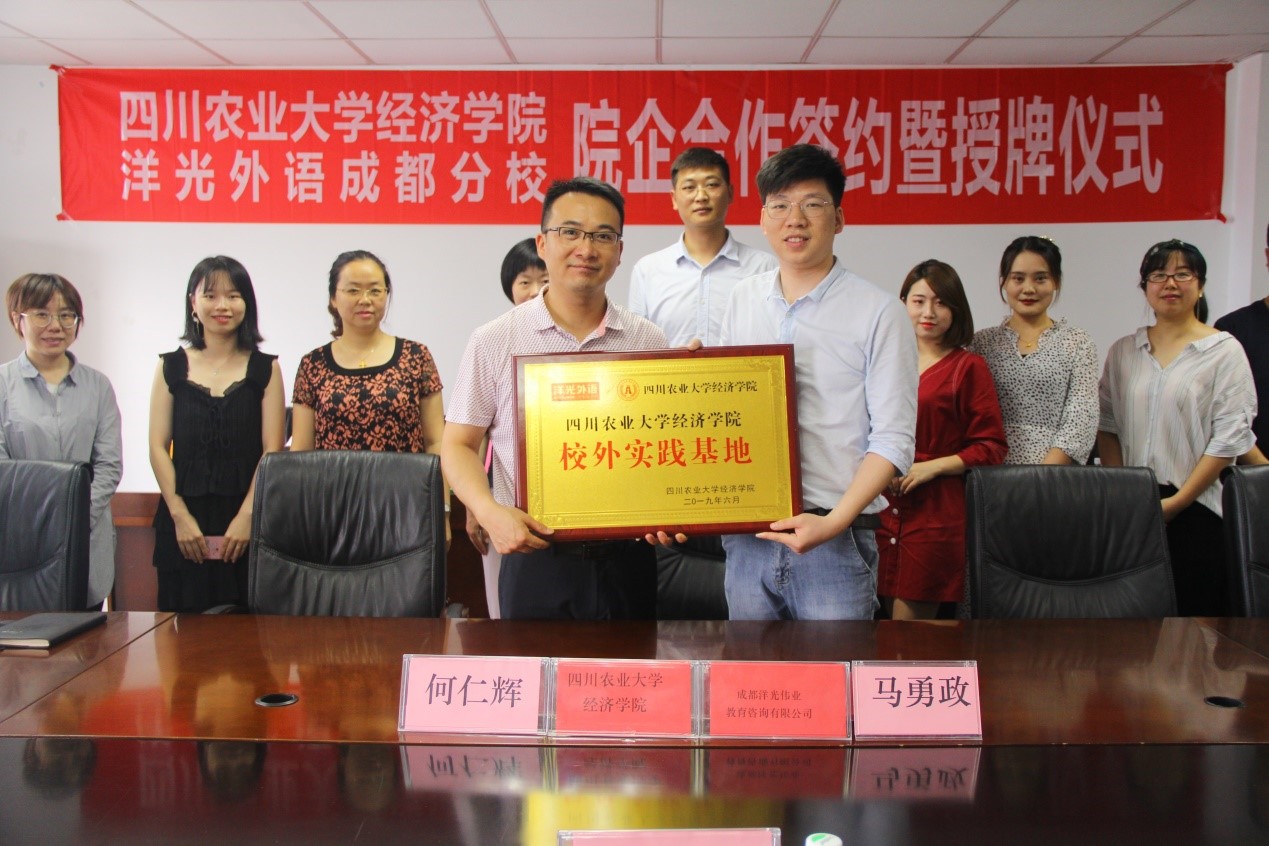 四川农业大学经济学院
洋光外语成都分校
院企合作签约暨授牌仪式
洋光外语
四川农业大学经济学院
四川农业大学经济学院
校外实践基地
四川农业大学经济学院
二〇一九年六月
何仁辉
四川农业大学
经济学院
成都洋光伟业
教育咨询有限公司
马勇政